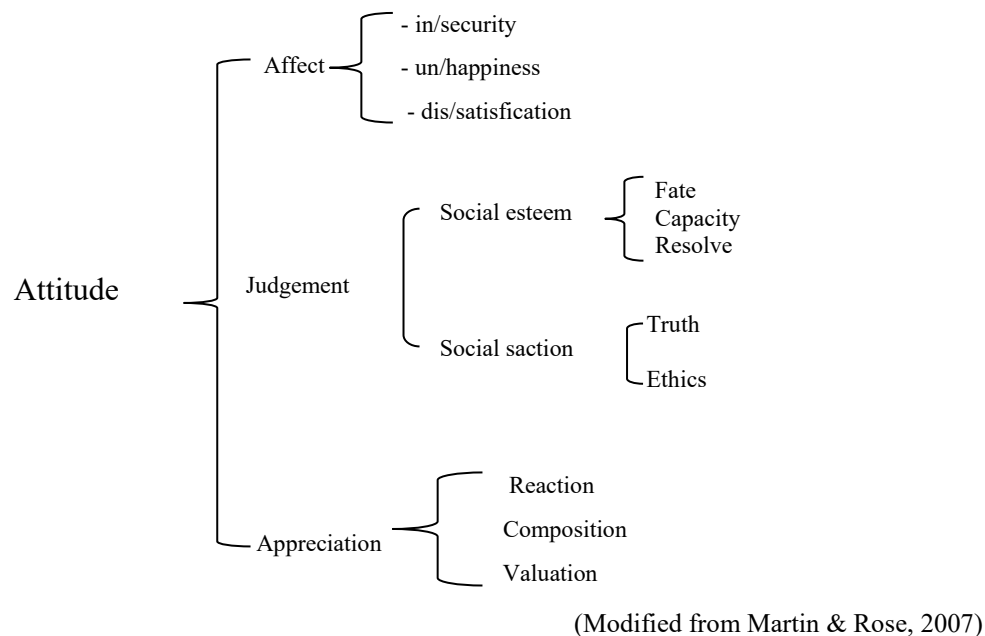 - in/security
Affect
- un/happiness
- dis/satisfication
Fate
Social esteem
Capacity
Resolve
Attitude
Judgement
Truth
Social saction
Ethics
Reaction
Composition
Appreciation
Valuation
(Modified from Martin & Rose, 2007)